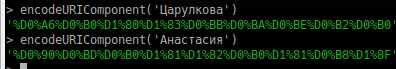 > encodeURIComponent('Царулкова')
'%D0%A6%D0%B0%D1%80%D1%83%D0%BB%D0%BA%D0%BE%D0%B2%D0%B0'
> encodeURIComponent('Анастасия')
'%D0%90%D0%BD%D0%B0%D1%81%D1%82%D0%B0%D1%81%D0%B8%D1%8F'
>